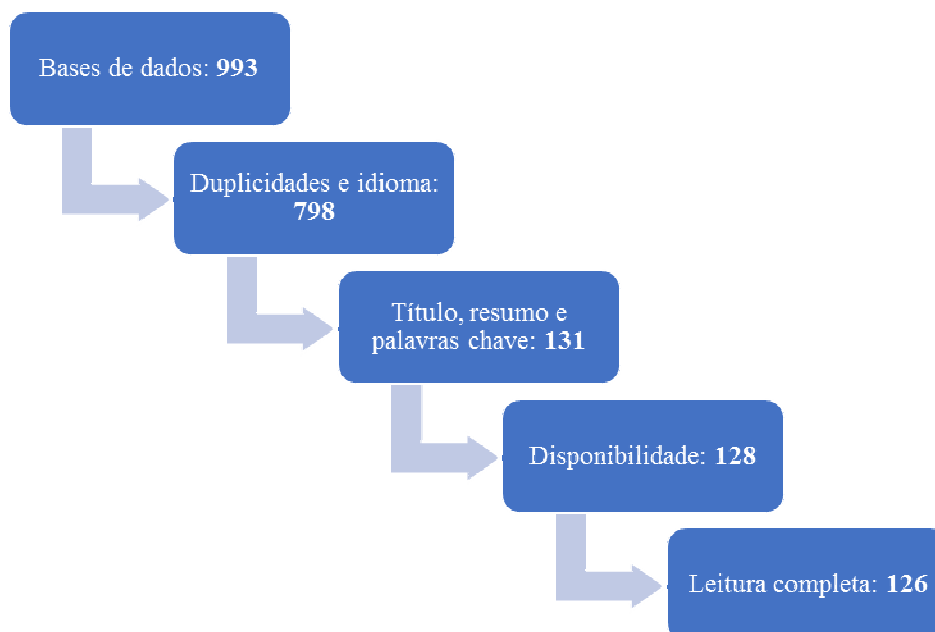 Bases de dados: 993
Duplicidades e idioma:
798
Título, resumo e
palavras chave: 131
Disponibilidade: 128
Leitura completa: 126